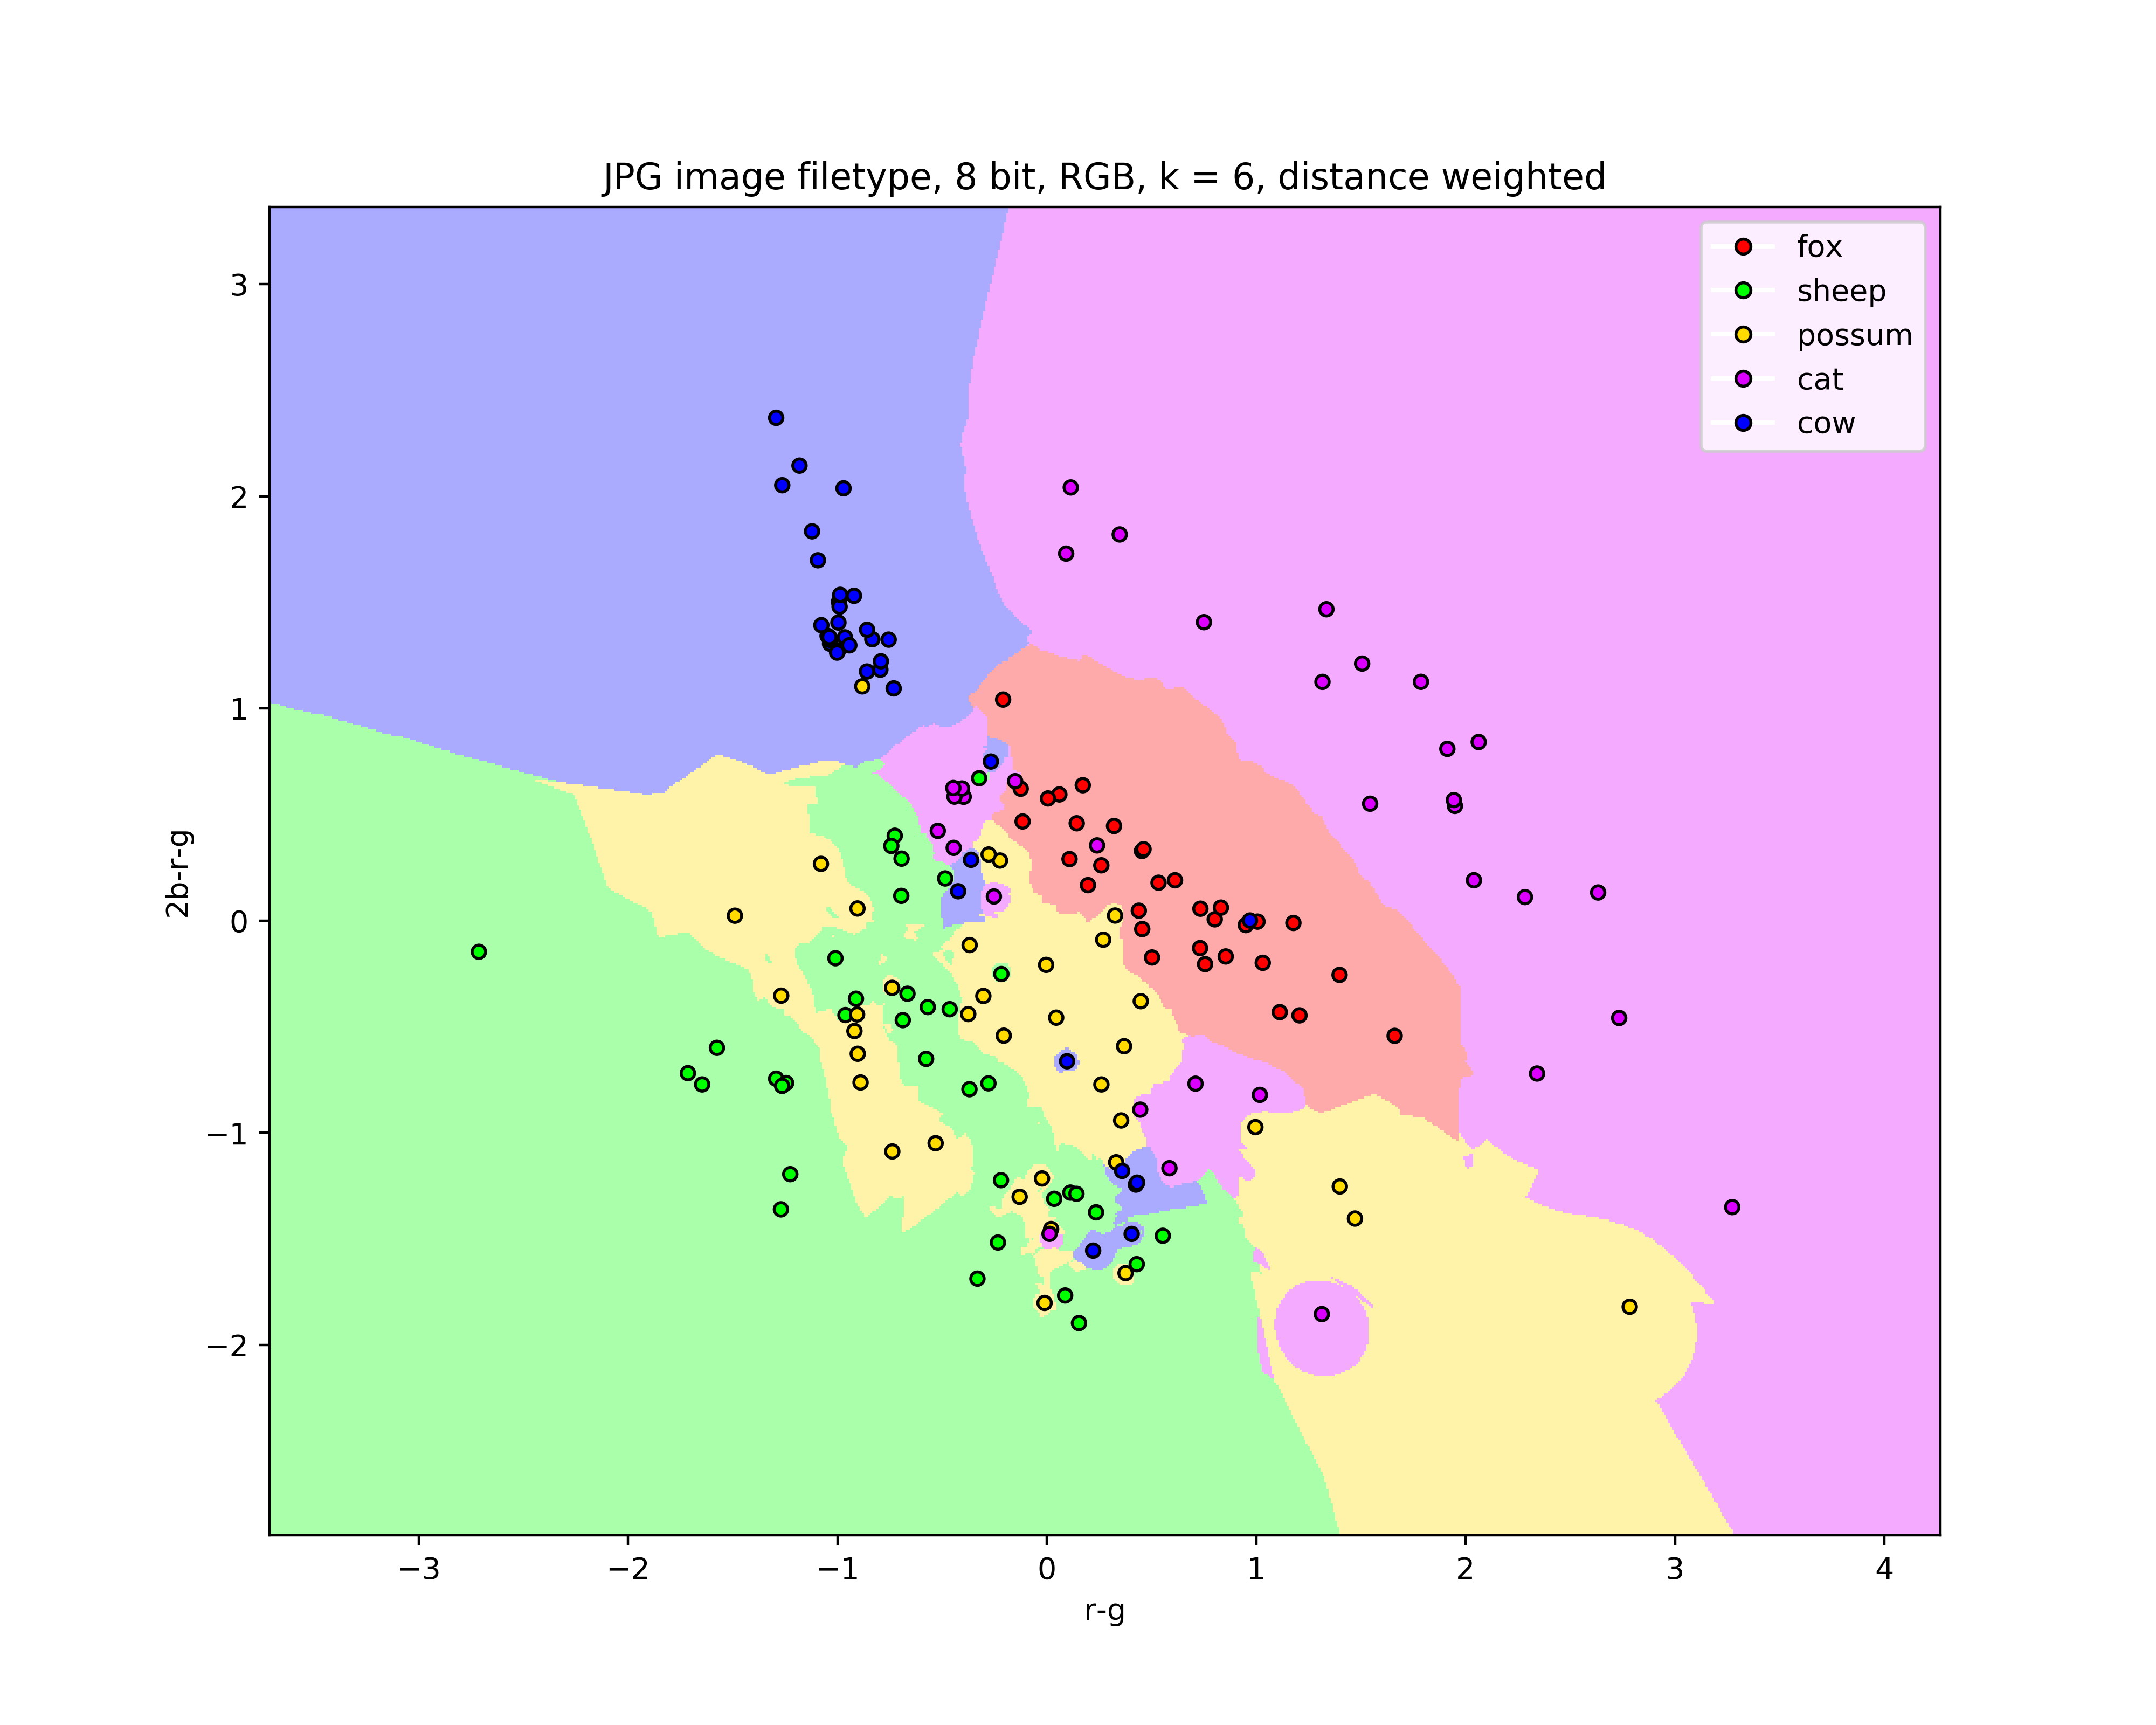 JPG image filetype, 8 bit, RGB, k = 6, distance weighted
fox
sheep
possum
cat
cow
3
2
1
0
−1
−2
2b-r-g
−3
−2
−1
0
1
2
3
4
r-g